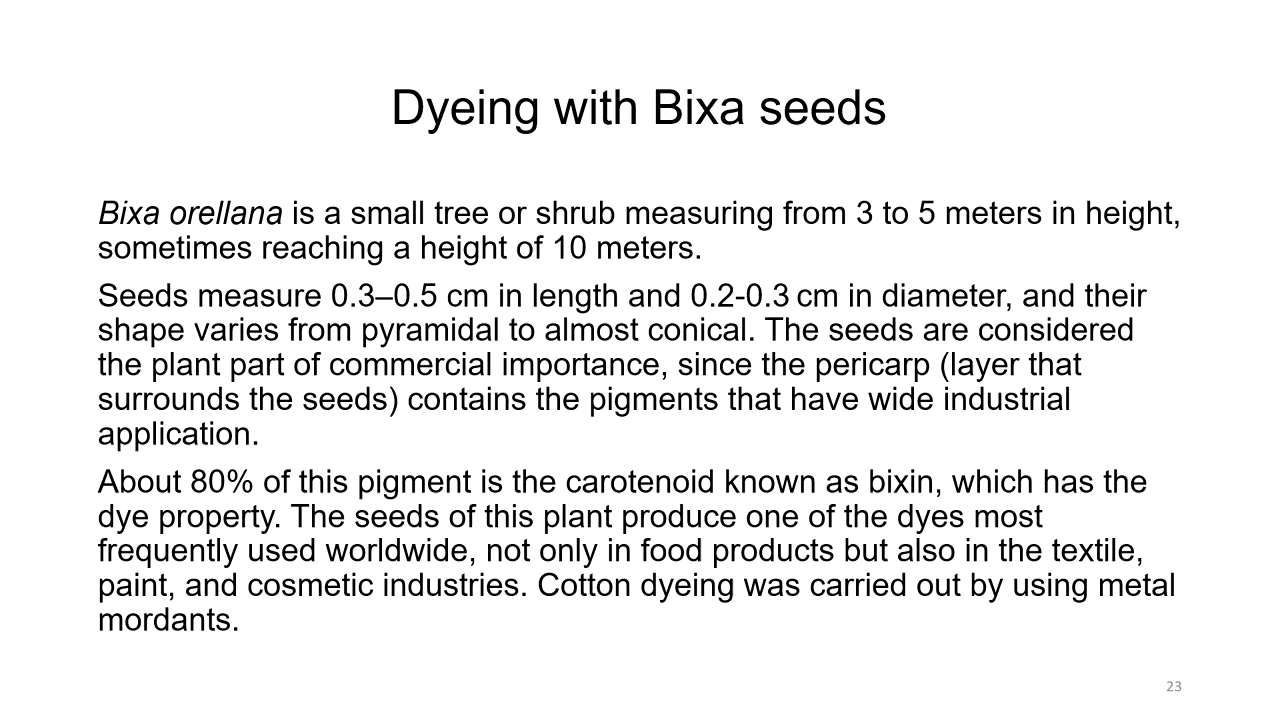 Dyeing with Bixa seeds
Bixa orellana is a small tree or shrub measuring from 3 to 5 meters in height,
sometimes reaching a height of 10 meters.
Seeds measure 0.3–0.5 cm in length and 0.2-0.3 cm in diameter, and their
shape varies from pyramidal to almost conical. The seeds are considered
the plant part of commercial importance, since the pericarp (layer that
surrounds the seeds) contains the pigments that have wide industrial
application.
About 80% of this pigment is the carotenoid known as bixin, which has the
dye property. The seeds of this plant produce one of the dyes most
frequently used worldwide, not only in food products but also in the textile,
paint, and cosmetic industries. Cotton dyeing was carried out by using metal
mordants.
23